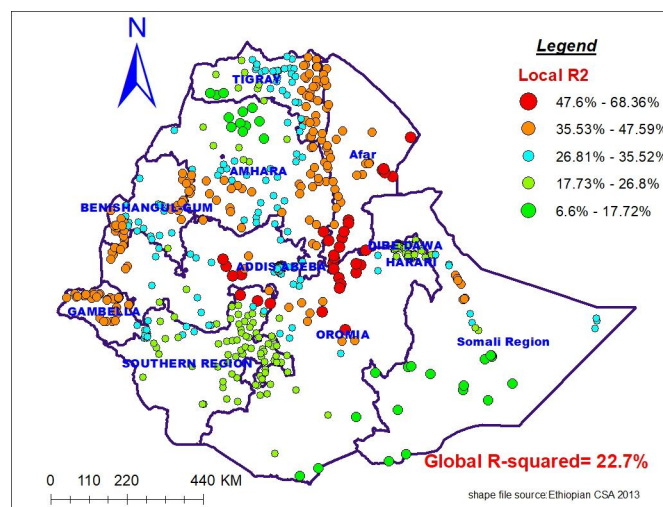 N
Legend
Local R2
47.6% - 68.36%
35.53% - 47.59%
26.81% - 35.52%
17.73% - 26.8%
6.6% - 17.72%
TIGRAY
Afar
AMHARA
BENISHANGUL-GUM
DIRE DAWA
ADDIS ABEBA
HARARI
GAMBELLA
OROMIA
Somali Region
SOUTHERN REGION
Global R-squared= 22.7%
0 110 220 440 KM
shape file source:Ethiopian CSA 2013